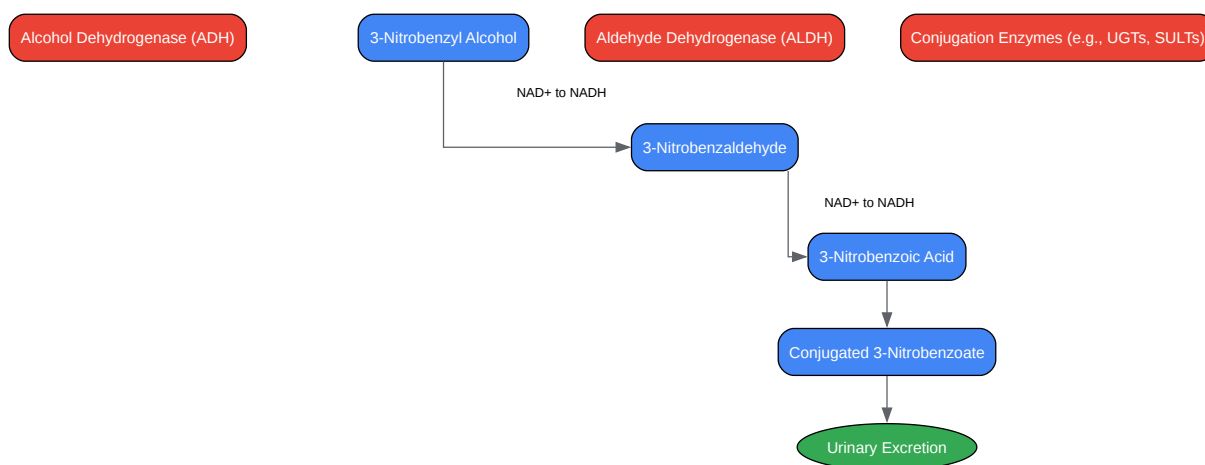 Alcohol Dehydrogenase (ADH)
3-Nitrobenzyl Alcohol
Aldehyde Dehydrogenase (ALDH)
Conjugation Enzymes (e.g., UGTs, SULTs)
NAD+ to NADH
3-Nitrobenzaldehyde
NAD+ to NADH
3-Nitrobenzoic Acid
Conjugated 3-Nitrobenzoate
Urinary Excretion